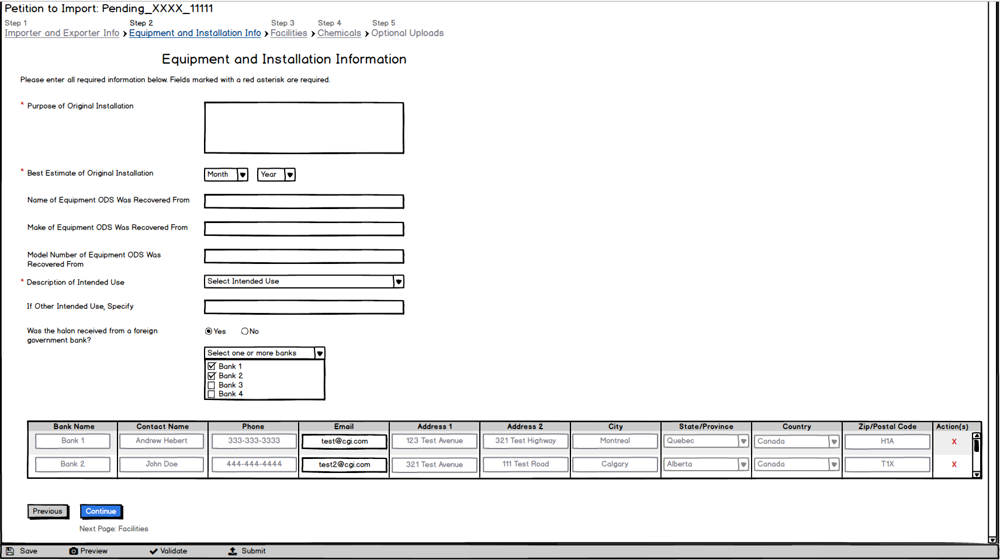 Petition to Import: Pending_XXXX_11111
Step 1 Step 2 Step 3 Step 4 Step 5
Importer and Exporter Info Equipment and Installation Info Facilities Chemicals Optional Uploads
Equipment and Installation Information
Please enter all required information below. Fields marked with a red asterisk are required.
* Purpose of Original Installation
* Best Estimate of Original Installation Month Year
Name of Equipment ODS Was Recovered From
Make of Equipment ODS Was Recovered From
Model Number of Equipment ODS Was
Recovered From
* Description of Intended Use Select Intended Use
If Other Intended Use, Specify
Was the halon received from a foreign Yes No
government bank?
Select one or more banks
Bank 1
Bank 2
Bank 3
Bank 4
Bank Name Contact Name Phone Email Address 1 Address 2 City State/Province Country Zip/Postal Code Action(s)
Bank 1 Andrew Hebert 333-333-3333 test@cgi.com 123 Test Avenue 321 Test Highway Montreal Quebec Canada H1A X
Bank 2 John Doe 444-444-4444 test2@cgi.com 321 Test Avenue 111 Test Road Calgary Alberta Canada T1X X
Previous Continue
Next Page: Facilities
Save Preview Validate Submit